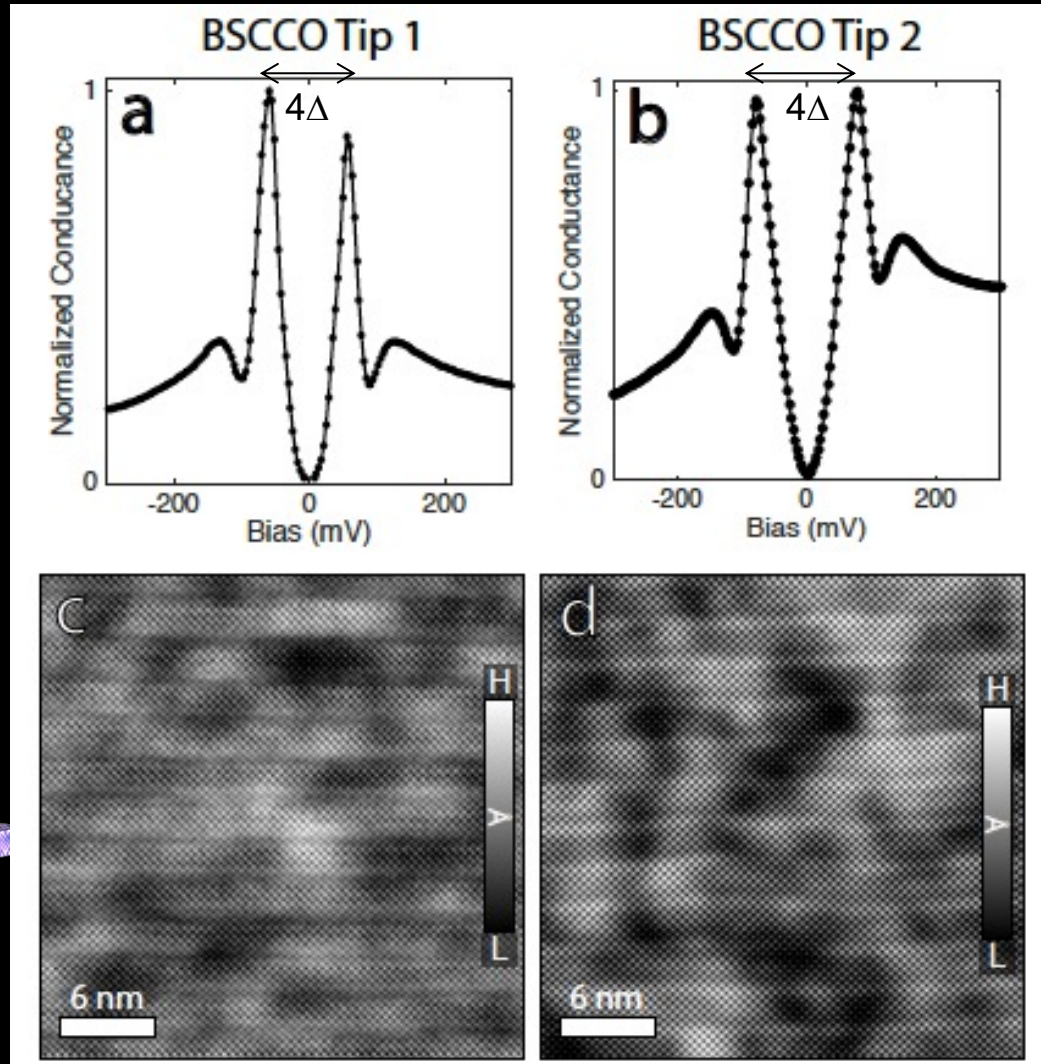 BSCCO Tip 1
BSCCO Tip 2
a
4Δ
b
4Δ
1
0
-200
0
200
Normalized Conducance
Bias (mV)
1
0
-200
0
200
Normalized Conductance
Bias (mV)
c
H
A
L
6 nm
d
H
A
L
6 nm